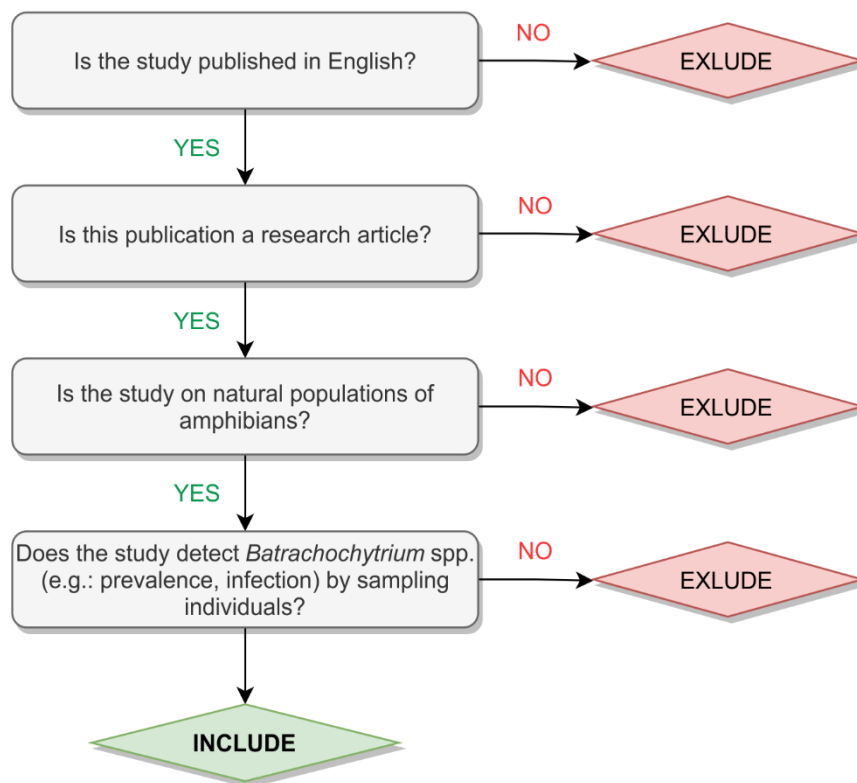 Is the study published in English?
NO
EXLUDE
YES
Is this publication a research article?
NO
EXLUDE
YES
Is the study on natural populations of
amphibians?
NO
EXLUDE
YES
Does the study detect Batrachochytrium spp.
(e.g.: prevalence, infection) by sampling
individuals?
NO
EXLUDE
INCLUDE